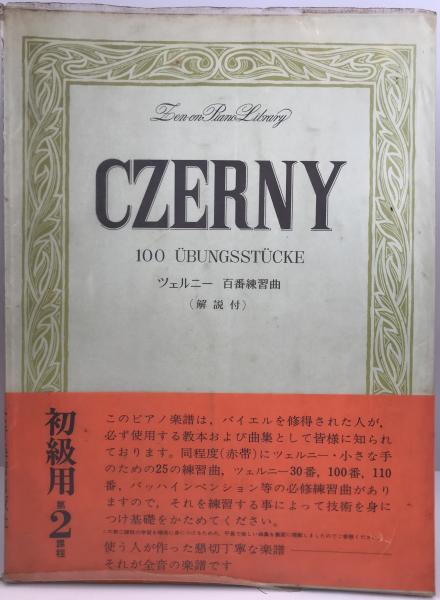 Zen-on Piano Library
CZERNY
100 ÜBUNGSSTÜCKE
ツェルニー 百番練習曲
(解説付)
初級用
第2課程
このピアノ楽譜は，バイエルを修得された人が，
必ず使用する教本および曲集として皆様に知られ
ております。同程度(赤帯)にツェルニー・小さな手
のための25の練習曲，ツェルニー30番，100番，110
番，バッハインベンション等の必修練習曲があり
ますので，それを練習する事によって技術を身に
つけ基礎をかためてください。
使う人が作った懇切丁寧な楽譜
それが全音の楽譜です